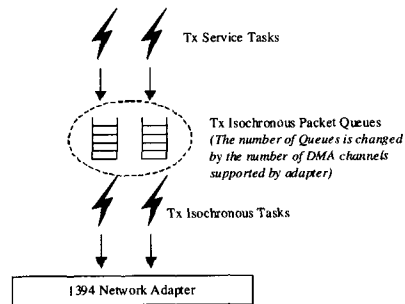 Tx Service Tasks
Tx Isochronous Packet Queues
(The number of Queues is changed
by the number of DMA channels
supported by adapter)
Tx Isochronous Tasks
1394 Network Adapter